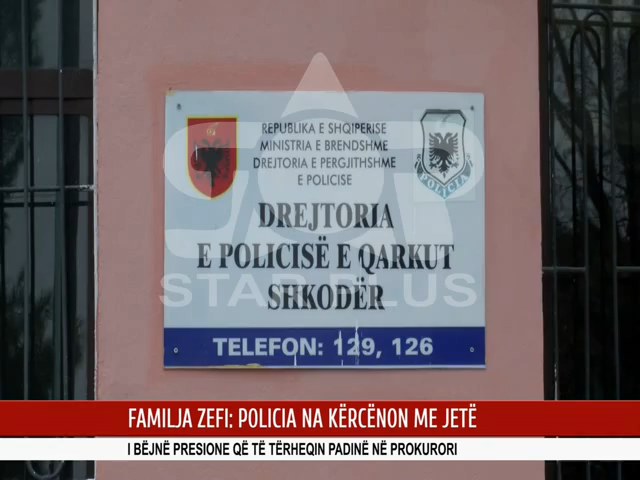 REPUBLIKA E SHQIPERISE
MINISTRIA E BRENDSHME
DREJTORIA E PERGJITHSHME
E POLICISE
POLICIA
DREJTORIA
E POLICISË E QARKUT
SHKODËR
STAR PLUS
TELEFON: 129, 126
FAMILJA ZEFI: POLICIA NA KËRCËNON ME JETË
I BËJNË PRESIONE QË TË TËRHEQIN PADINË NË PROKURORI